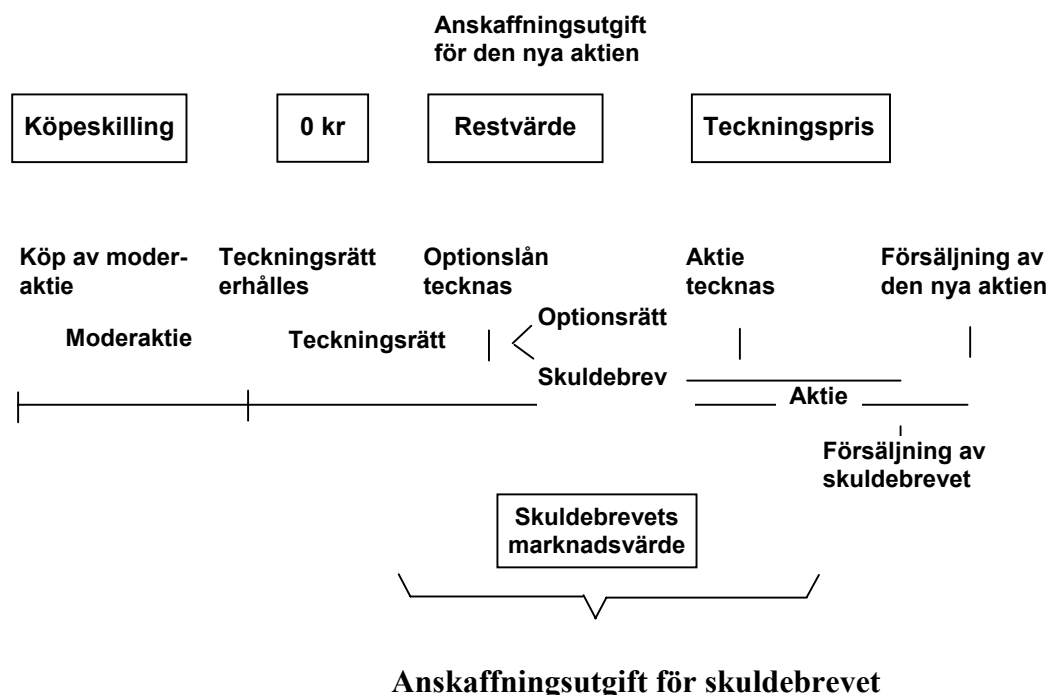 Anskaffningsutgift
för den nya aktien
Köpeskilling
0 kr
Restvärde
Teckningspris
Köp av moder-
aktie
Teckningsrätt
erhålles
Optionslån
tecknas
Aktie
tecknas
Försäljning av
den nya aktien
Moderaktie
Teckningsrätt
Optionsrätt
Skuldebrev
Aktie
Försäljning av
skuldebrevet
Skuldebrevets
marknadsvärde
Anskaffningsutgift för skuldebrevet